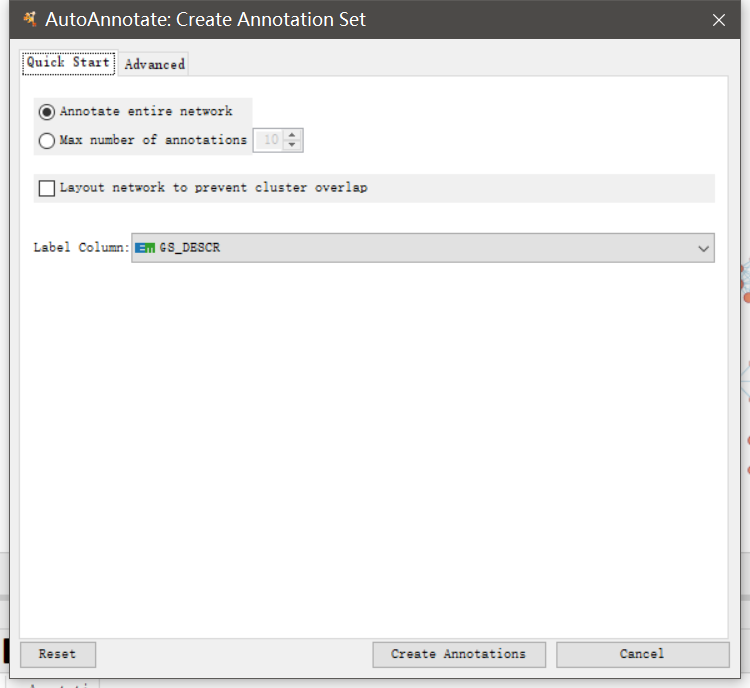 AutoAnnotate: Create Annotation Set
Quick Start
Advanced
Annotate entire network
Max number of annotations 10
Layout network to prevent cluster overlap
Label Column: EM GS_DESCR
Reset
Create Annotations
Cancel